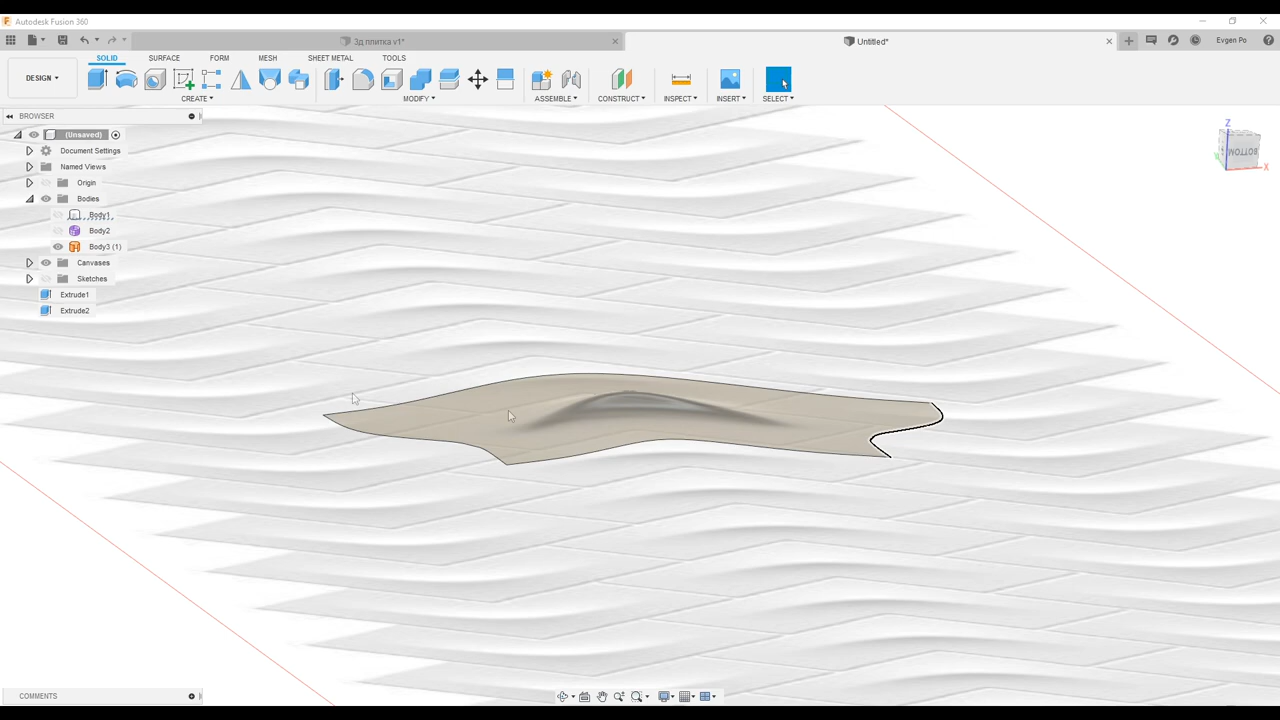 Autodesk Fusion 360
3д плитка v1*
Untitled*
Evgen Po
DESIGN
SOLID
SURFACE
FORM
MESH
SHEET METAL
TOOLS
CREATE
MODIFY
ASSEMBLE
CONSTRUCT
INSPECT
INSERT
SELECT
BROWSER
(Unsaved)
Document Settings
Named Views
Origin
Bodies
Body1
Body2
Body3 (1)
Canvases
Sketches
Extrude1
Extrude2
Z
BOTTOM
X
COMMENTS